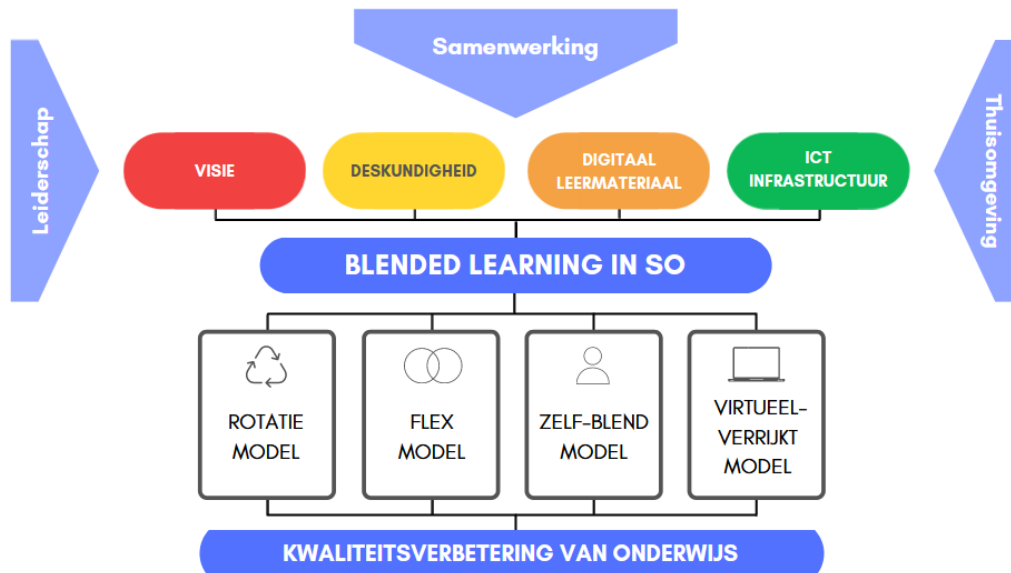 Samenwerking
Leiderschap
Thuisomgeving
VISIE
DESKUNDIGHEID
DIGITAAL
LEERMATERIAAL
ICT
INFRASTRUCTUUR
BLENDED LEARNING IN SO
ROTATIE
MODEL
FLEX
MODEL
ZELF-BLEND
MODEL
VIRTUEEL-
VERRIJKT
MODEL
KWALITEITSVERBETERING VAN ONDERWIJS